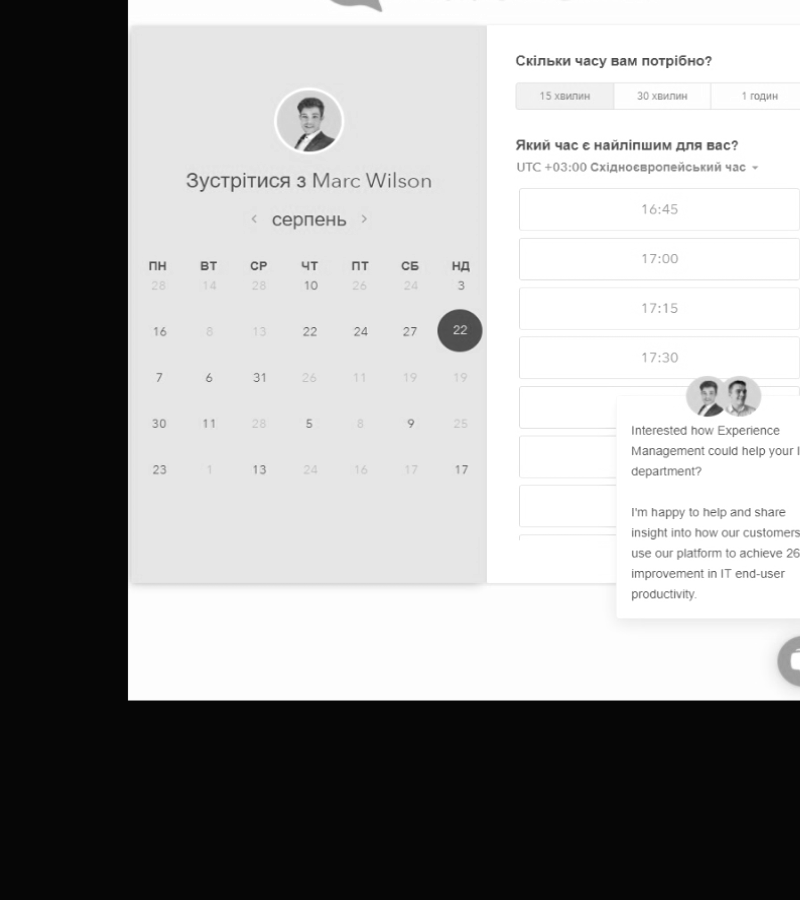 Зустрітися з Marc Wilson
серпень
ПН ВТ СР ЧТ ПТ СБ НД
28 14 28 10 26 24 3
16 8 13 22 24 27 22
7 6 31 26 11 19 19
30 11 28 5 8 9 25
23 1 13 24 16 17 17
Скільки часу вам потрібно?
15 хвилин 30 хвилин 1 годин
Який час є найліпшим для вас?
UTC +03:00 Східноєвропейський час
16:45
17:00
17:15
17:30
Interested how Experience
Management could help your
department?
I'm happy to help and share
insight into how our customers
use our platform to achieve 26
improvement in IT end-user
productivity.